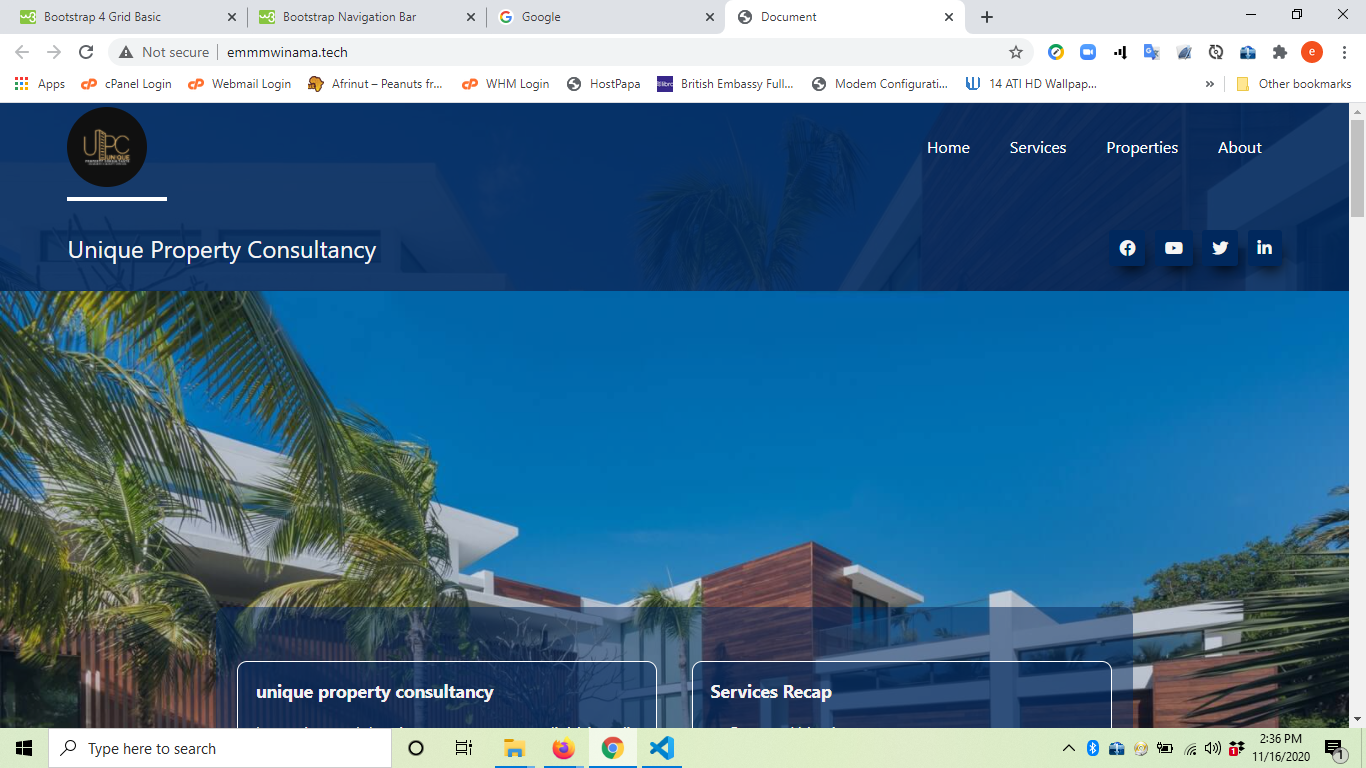 Bootstrap 4 Grid Basic
Bootstrap Navigation Bar
Google
Document
Not secure
emmmwinama.tech
e
Apps
cPanel Login
Webmail Login
Afrinut – Peanuts fr...
WHM Login
HostPapa
British Embassy Full...
Modem Configurati...
14 ATI HD Wallpap...
Other bookmarks
UPC
UNIQUE
Home
Services
Properties
About
Unique Property Consultancy
unique property consultancy
Services Recap
Type here to search
2:36 PM
11/16/2020
1